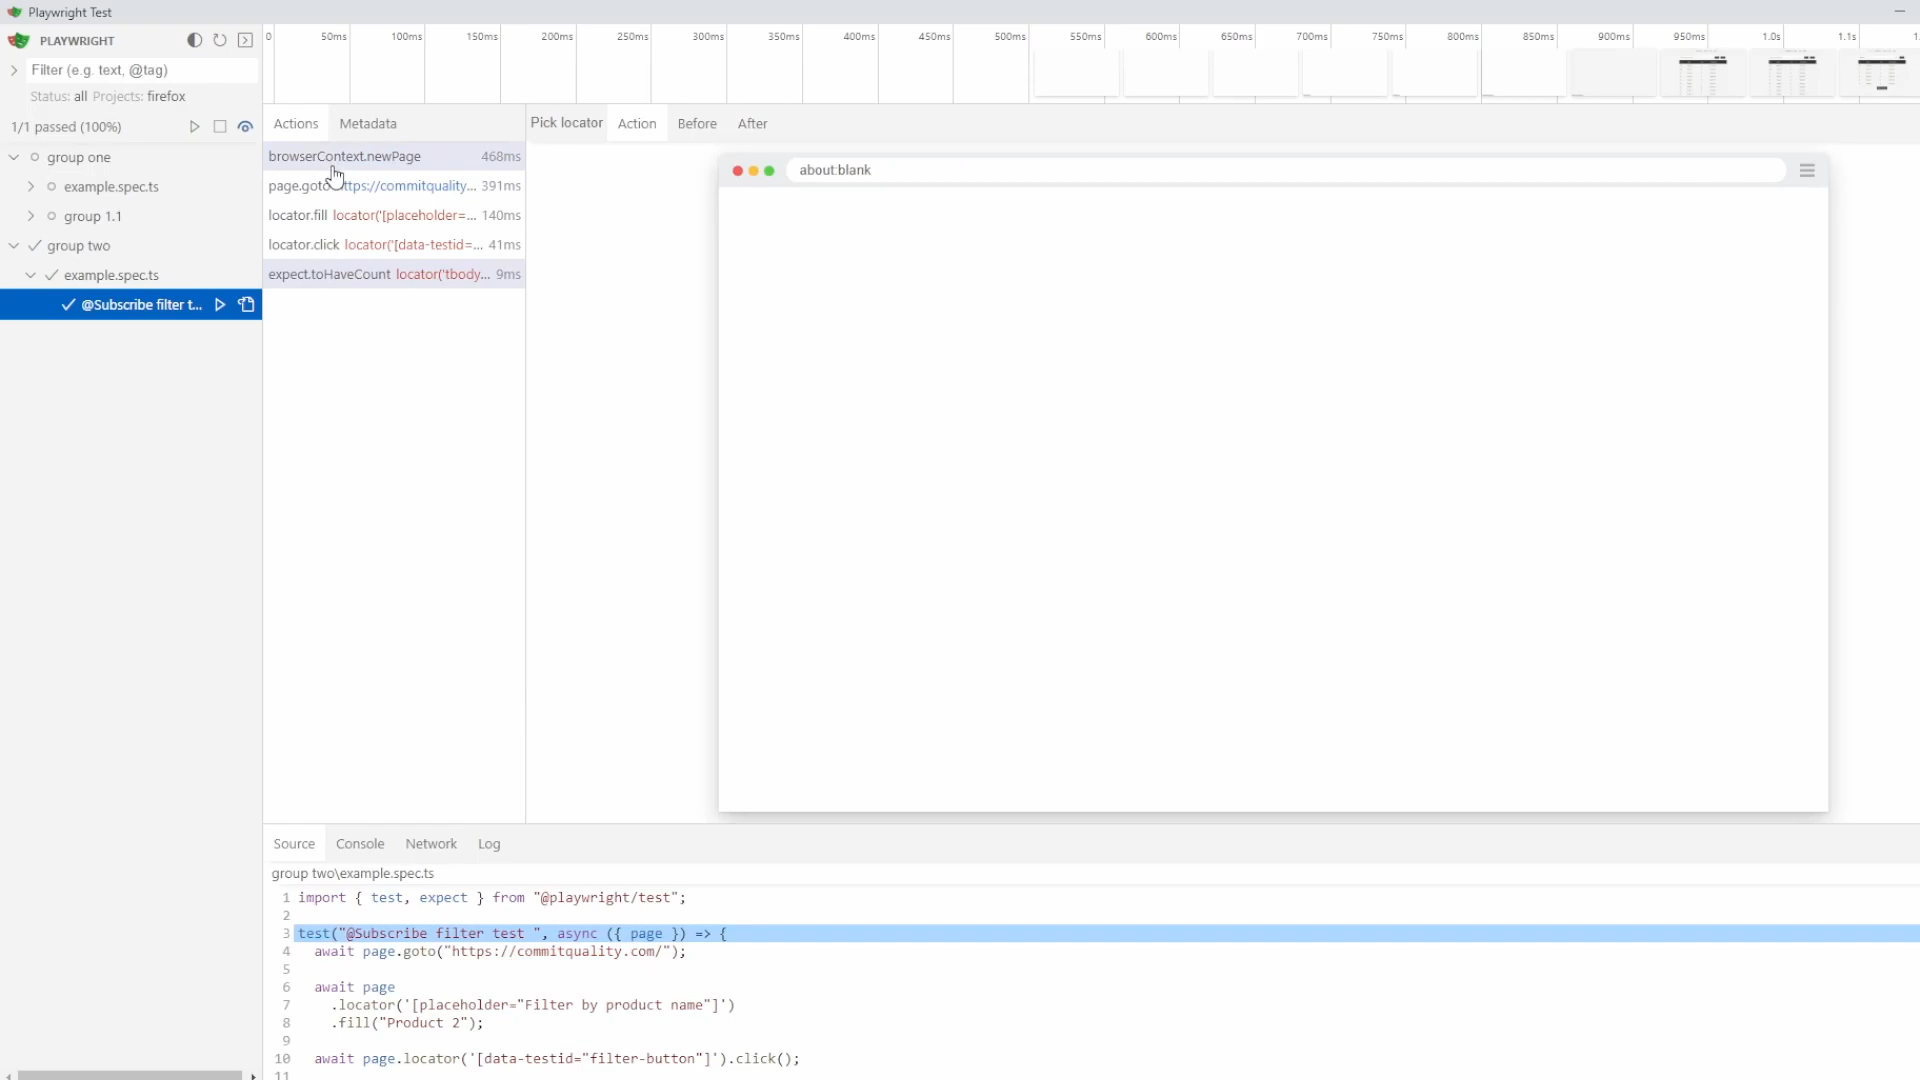 Playwright Test
PLAYWRIGHT
Filter (e.g. text, @tag)
Status: all Projects: firefox
1/1 passed (100%)
group one
example.spec.ts
group 1.1
group two
example.spec.ts
@Subscribe filter t...
0 50ms 100ms 150ms 200ms 250ms 300ms 350ms 400ms 450ms 500ms 550ms 600ms 650ms 700ms 750ms 800ms 850ms 900ms 950ms 1.0s 1.1s 1.
Actions Metadata
browserContext.newPage 468ms
page.goto https://commitquality... 391ms
locator.fill locator('[placeholder=... 140ms
locator.click locator('[data-testid=... 41ms
expect.toHaveCount locator('tbody... 9ms
Pick locator Action Before After
about:blank
Source Console Network Log
group two\example.spec.ts
1 import { test, expect } from "@playwright/test";
2
3 test("@Subscribe filter test ", async ({ page }) => {
4 await page.goto("https://commitquality.com/");
5
6 await page
7 .locator('[placeholder="Filter by product name"]')
8 .fill("Product 2");
9
10 await page.locator('[data-testid="filter-button"]').click();
11